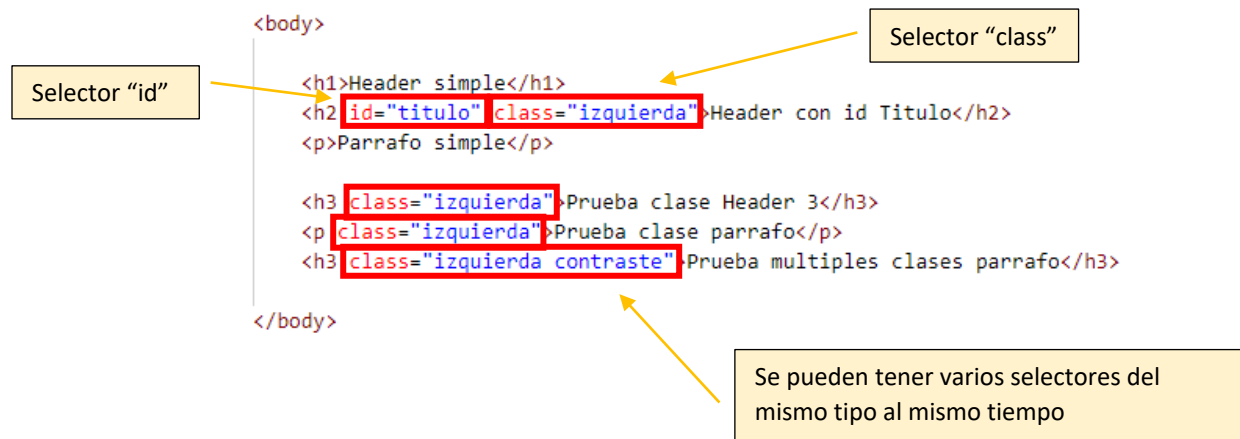 <body>
Selector “class”
Selector “id”
<h1>Header simple</h1>
<h2 id="titulo" class="izquierda">Header con id Titulo</h2>
<p>Parrafo simple</p>
<h3 class="izquierda">Prueba clase Header 3</h3>
<p class="izquierda">Prueba clase parrafo</p>
<h3 class="izquierda contraste">Prueba multiples clases parrafo</h3>
</body>
Se pueden tener varios selectores del
mismo tipo al mismo tiempo